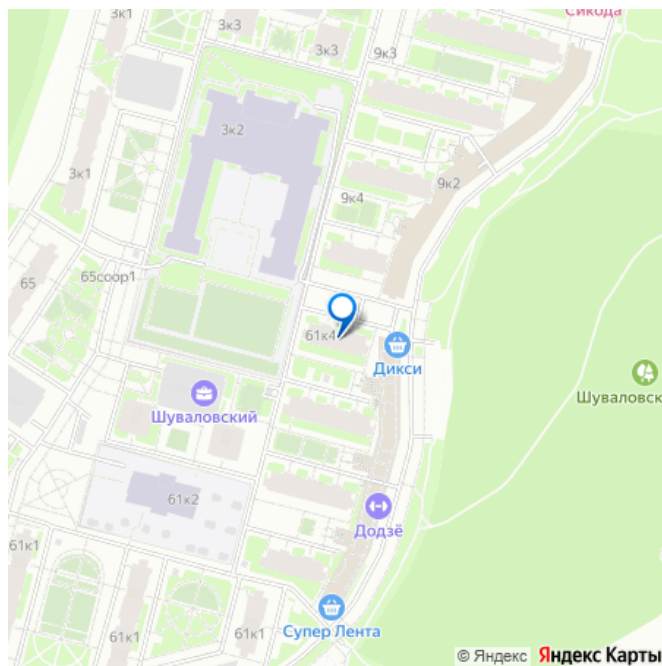 Сикода
3к1
3к3
3к3
9к3
3к2
3к1
9к2
9к4
65соор1
65
61к4
Дикси
Шуваловский
Шуваловск
61к2
Додзё
61к1
Супер Лента
61к1
61к1
© Яндекс Яндекс Карты